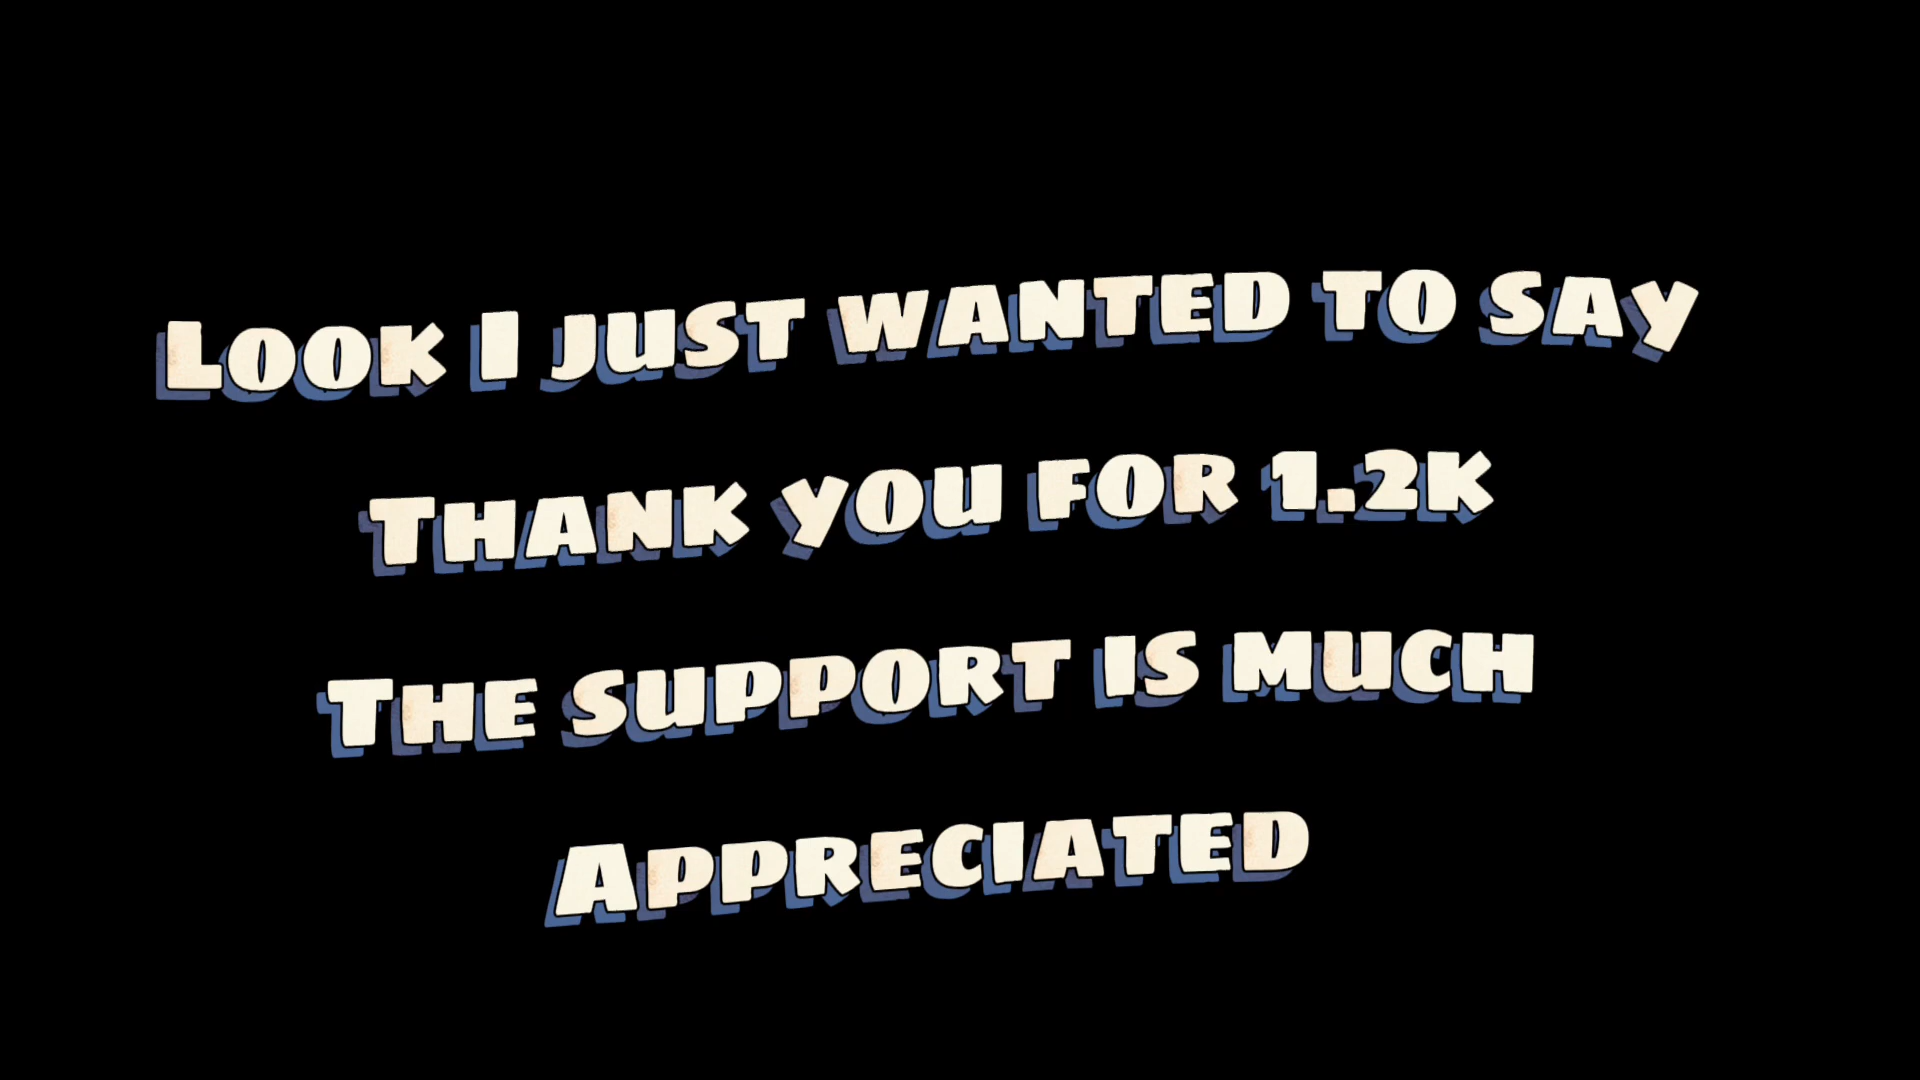 Look I just wanted to say
Thank you for 1.2k
The support is much
Appreciated